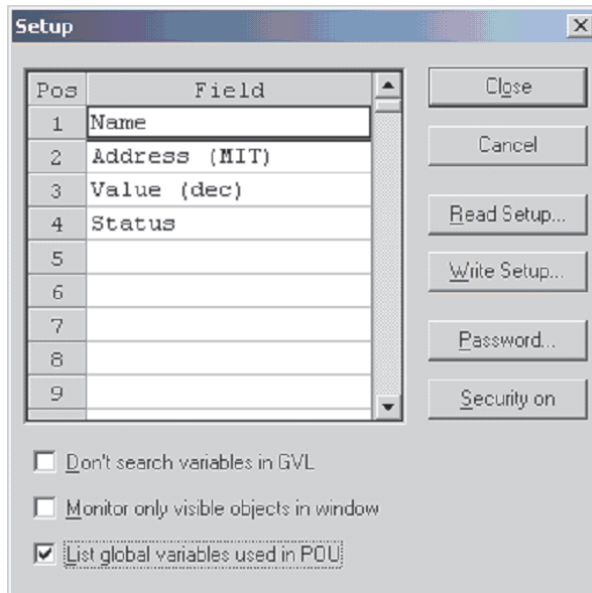 Setup
Pos Field
1 Name
2 Address (MIT)
3 Value (dec)
4 Status
5
6
7
8
9
Close
Cancel
Read Setup...
Write Setup...
Password...
Security on
Don't search variables in GVL
Monitor only visible objects in window
List global variables used in POU